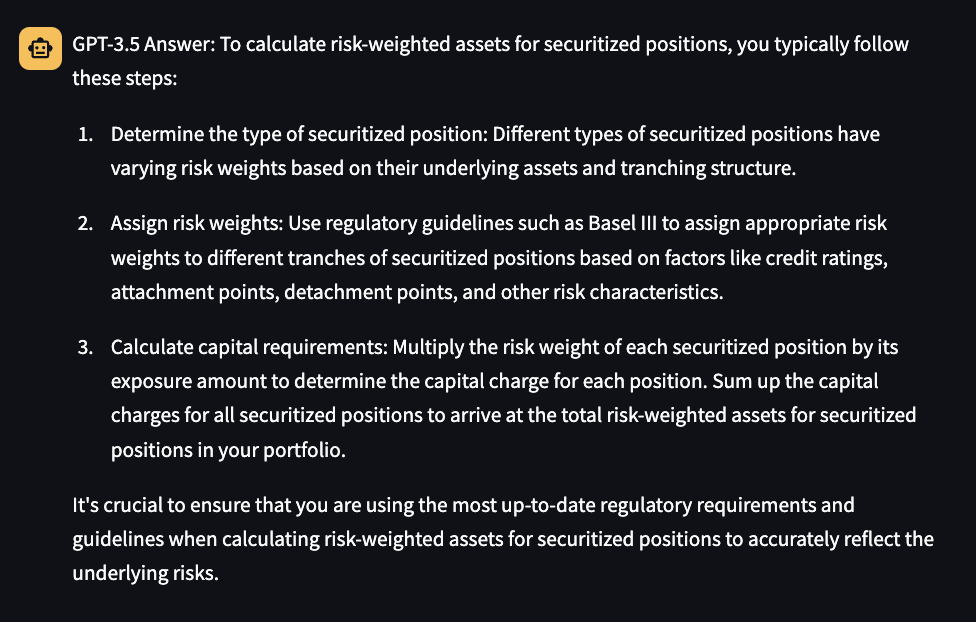 GPT-3.5 Answer: To calculate risk-weighted assets for securitized positions, you typically follow
these steps:
1. Determine the type of securitized position: Different types of securitized positions have
varying risk weights based on their underlying assets and tranching structure.
2. Assign risk weights: Use regulatory guidelines such as Basel III to assign appropriate risk
weights to different tranches of securitized positions based on factors like credit ratings,
attachment points, detachment points, and other risk characteristics.
3. Calculate capital requirements: Multiply the risk weight of each securitized position by its
exposure amount to determine the capital charge for each position. Sum up the capital
charges for all securitized positions to arrive at the total risk-weighted assets for securitized
positions in your portfolio.
It's crucial to ensure that you are using the most up-to-date regulatory requirements and
guidelines when calculating risk-weighted assets for securitized positions to accurately reflect the
underlying risks.